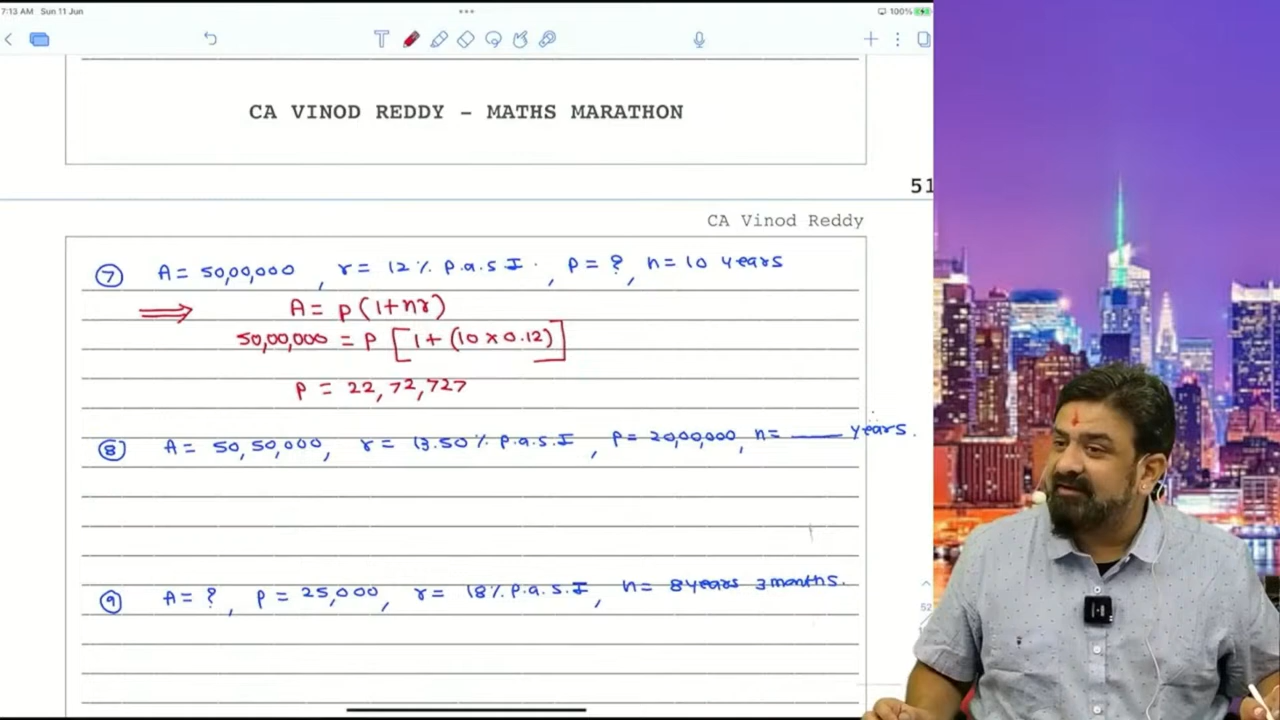 7:13 AM Sun 11 Jun
100%
CA VINOD REDDY - MATHS MARATHON
51
CA Vinod Reddy
7 A = 50,00,000, r = 12% p.a.S.I., P = ?, n = 10 years
⟹ A = P(1+nr)
50,00,000 = P [1 + (10 × 0.12)]
P = 22,72,727
8 A = 50,50,000, r = 13.50% p.a.S.I, P = 20,00,000, n = ____ years.
9 A = ?, P = 25,000, r = 18% p.a.S.I, n = 8 years 3 months.
52